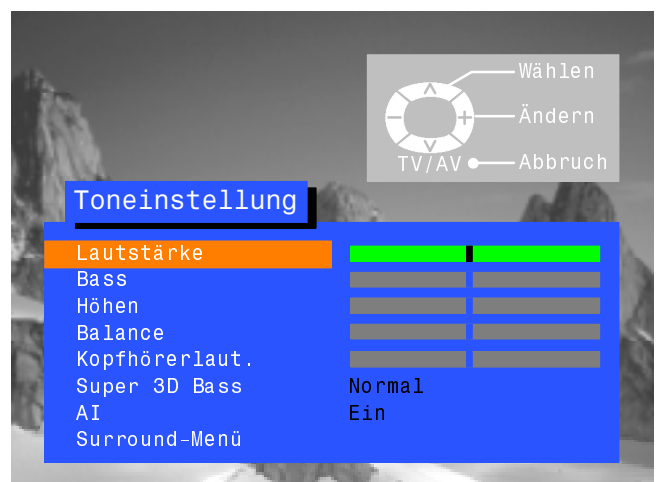 Wählen
Ändern
TV/AV Abbruch
Toneinstellung
Lautstärke
Bass
Höhen
Balance
Kopfhörerlaut.
Super 3D Bass Normal
AI Ein
Surround-Menü